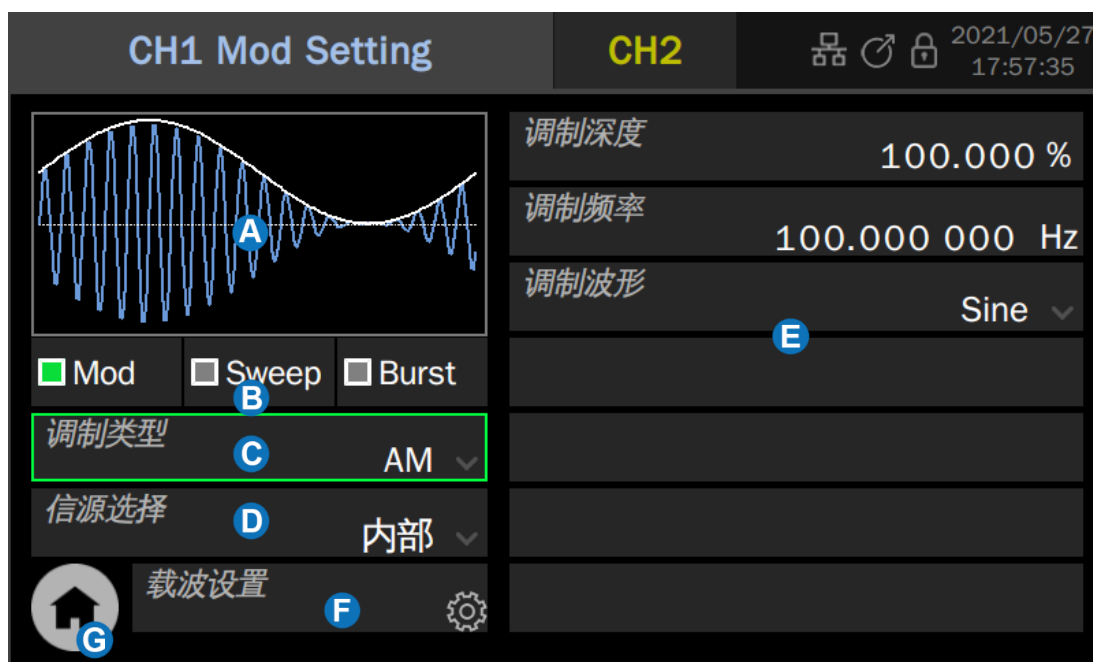 CH1 Mod Setting
CH2
2021/05/27
17:57:35
A
调制深度
100.000 %
调制频率
100.000 000 Hz
调制波形
Sine
E
Mod
Sweep
Burst
B
调制类型
C
AM
信源选择
D
内部
载波设置
F
G